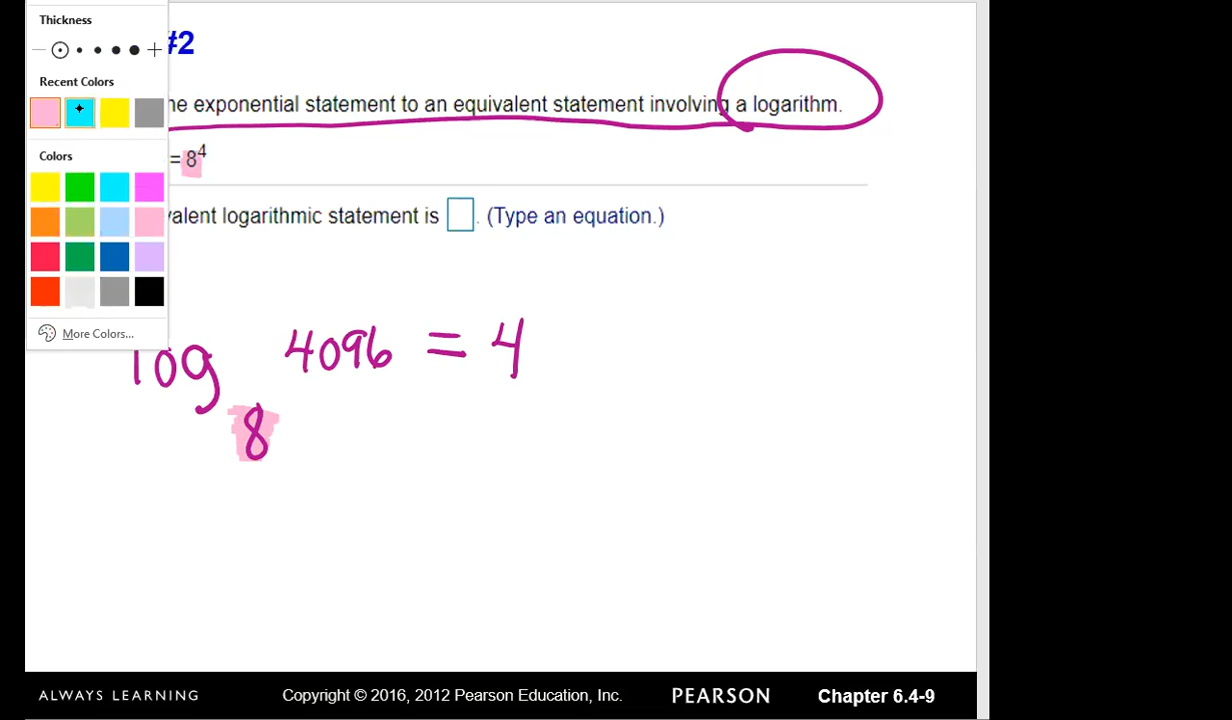 Thickness
#2
Recent Colors
he exponential statement to an equivalent statement involving a logarithm.
Colors
= 8⁴
valent logarithmic statement is . (Type an equation.)
More Colors...
log₈ 4096 = 4
ALWAYS LEARNING Copyright © 2016, 2012 Pearson Education, Inc. PEARSON Chapter 6.4-9